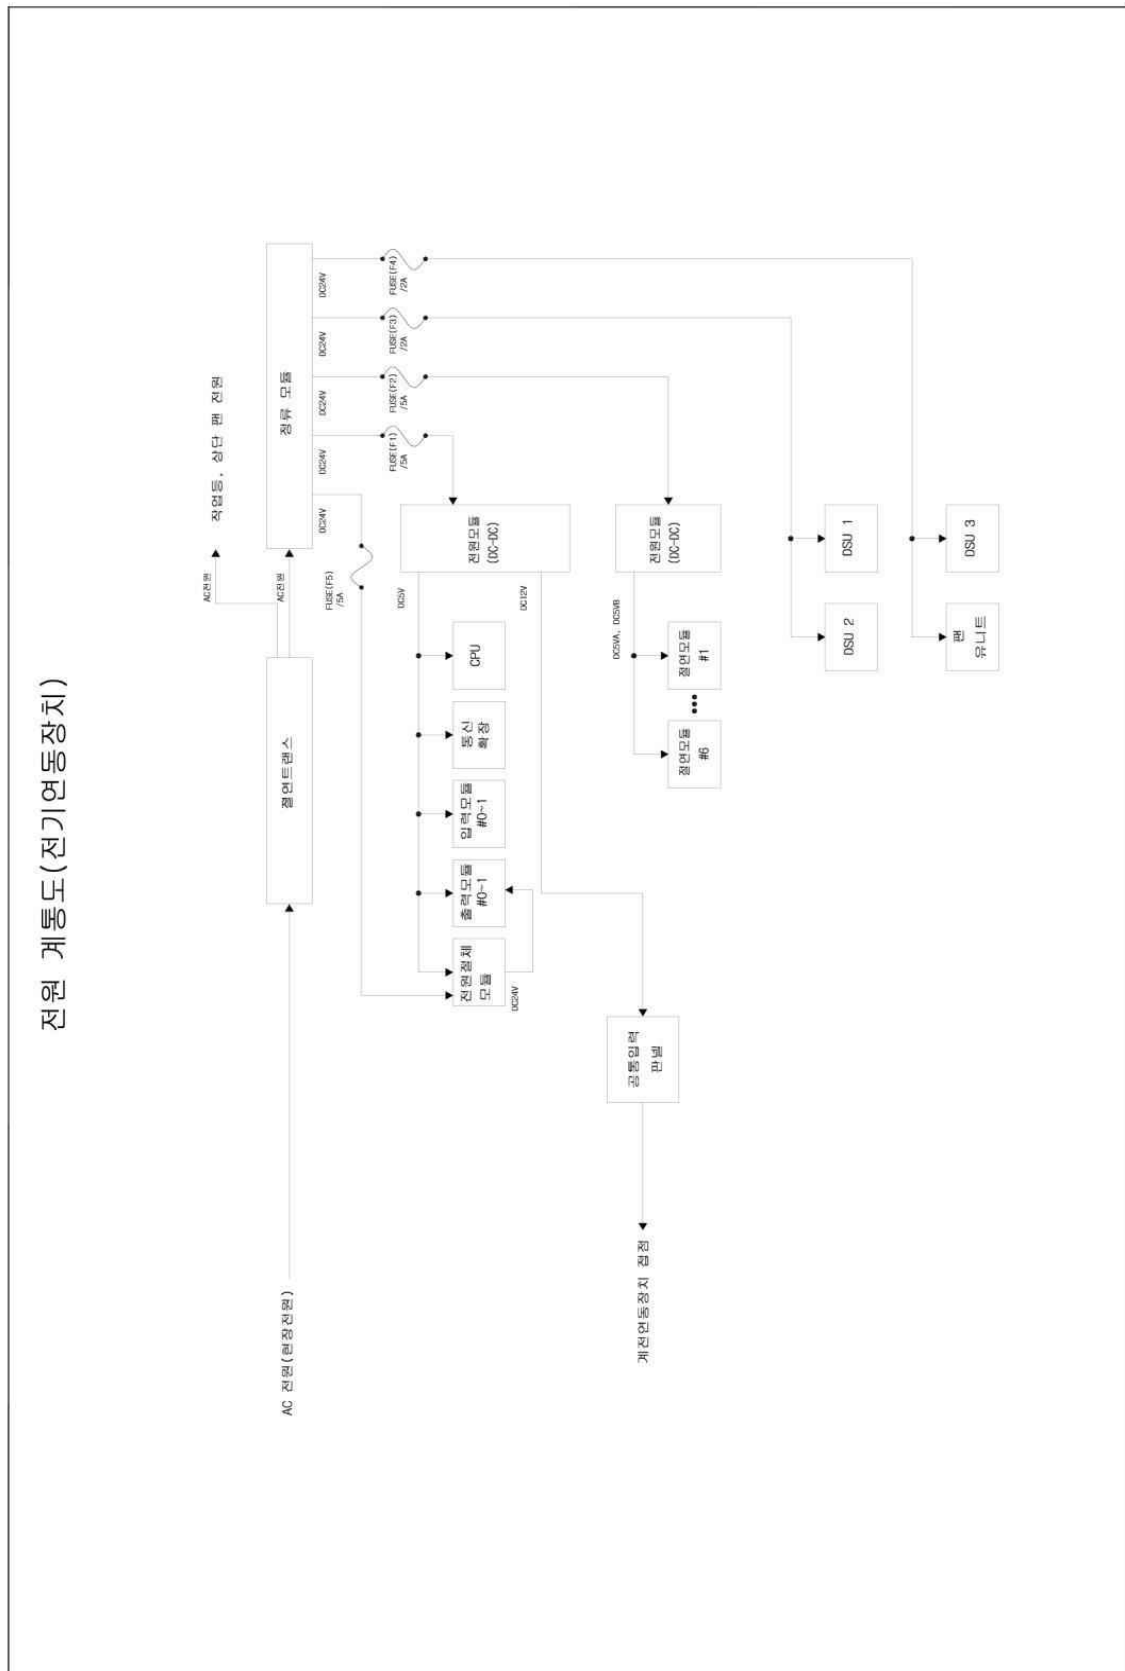 전원 계통도(전기연동장치)
작업등, 상단 팬 전원
AC전원
AC전원
AC 전원(현장전원)
절연트랜스
정류 모듈
DC24V
DC24V
DC24V
DC24V
DC24V
FUSE(F5)
/5A
FUSE(F1)
/5A
FUSE(F2)
/5A
FUSE(F3)
/2A
FUSE(F4)
/2A
전원모듈
(DC-DC)
DC5V
DC12V
전원절체
모듈
DC24V
출력모듈
#0~1
입력모듈
#0~1
통신
확장
CPU
공통입력
판넬
계전연동장치 접점
전원모듈
(DC-DC)
DC5VA, DC5VB
절연모듈
#6
절연모듈
#1
DSU 2
DSU 1
팬
유니트
DSU 3